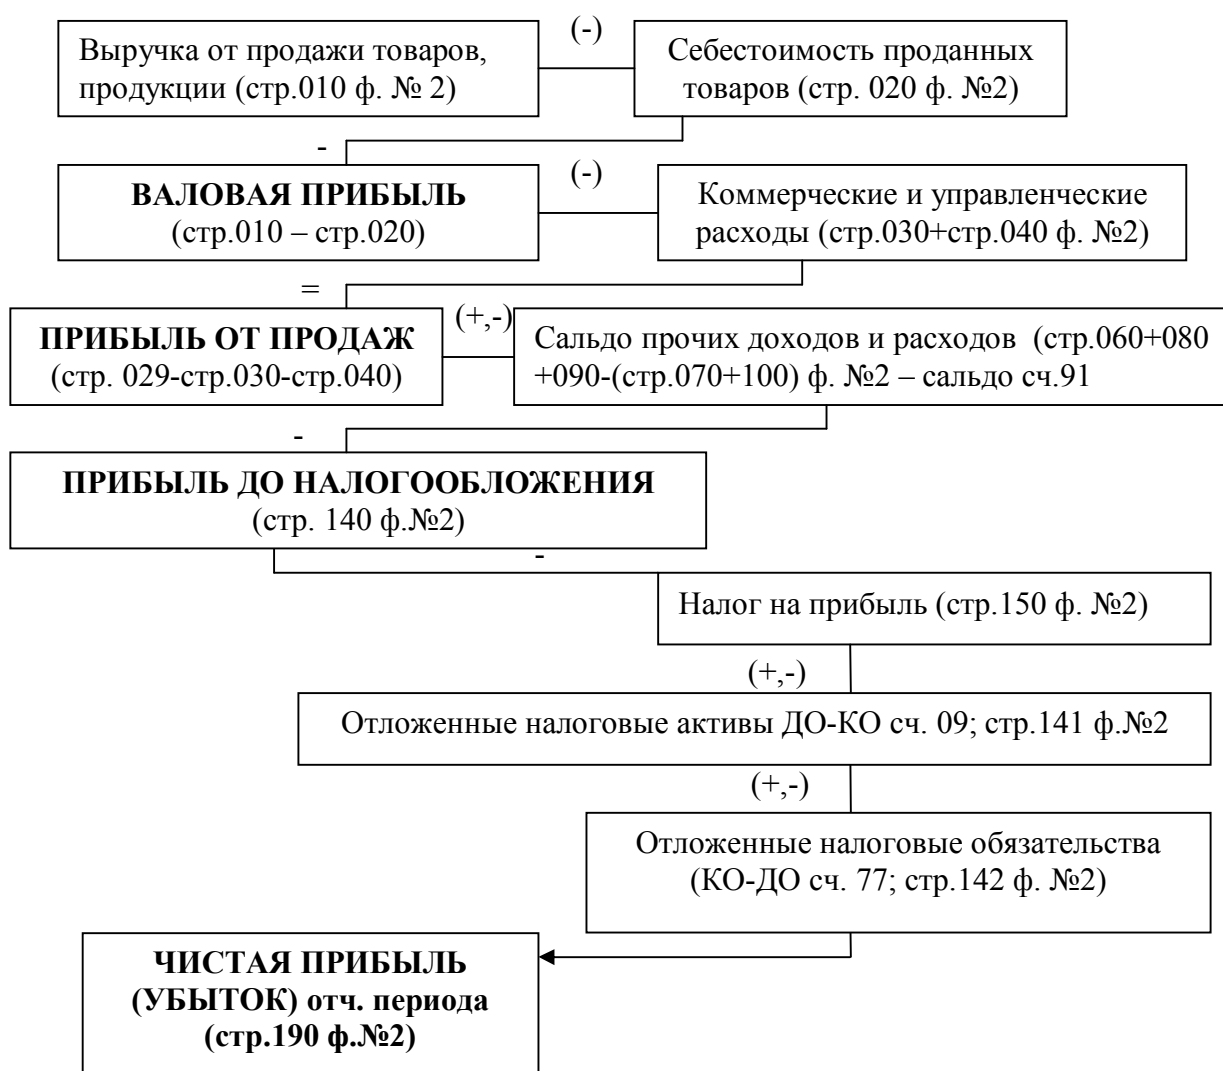 (-)
Выручка от продажи товаров,
продукции (стр.010 ф. № 2)
Себестоимость проданных
товаров (стр. 020 ф. №2)
-
(-)
ВАЛОВАЯ ПРИБЫЛЬ
(стр.010 – стр.020)
Коммерческие и управленческие
расходы (стр.030+стр.040 ф. №2)
=
(+,-)
ПРИБЫЛЬ ОТ ПРОДАЖ
(стр. 029-стр.030-стр.040)
Сальдо прочих доходов и расходов (стр.060+080
+090-(стр.070+100) ф. №2 – сальдо сч.91
-
ПРИБЫЛЬ ДО НАЛОГООБЛОЖЕНИЯ
(стр. 140 ф.№2)
-
Налог на прибыль (стр.150 ф. №2)
(+,-)
Отложенные налоговые активы ДО-КО сч. 09; стр.141 ф.№2
(+,-)
Отложенные налоговые обязательства
(КО-ДО сч. 77; стр.142 ф. №2)
ЧИСТАЯ ПРИБЫЛЬ
(УБЫТОК) отч. периода
(стр.190 ф.№2)